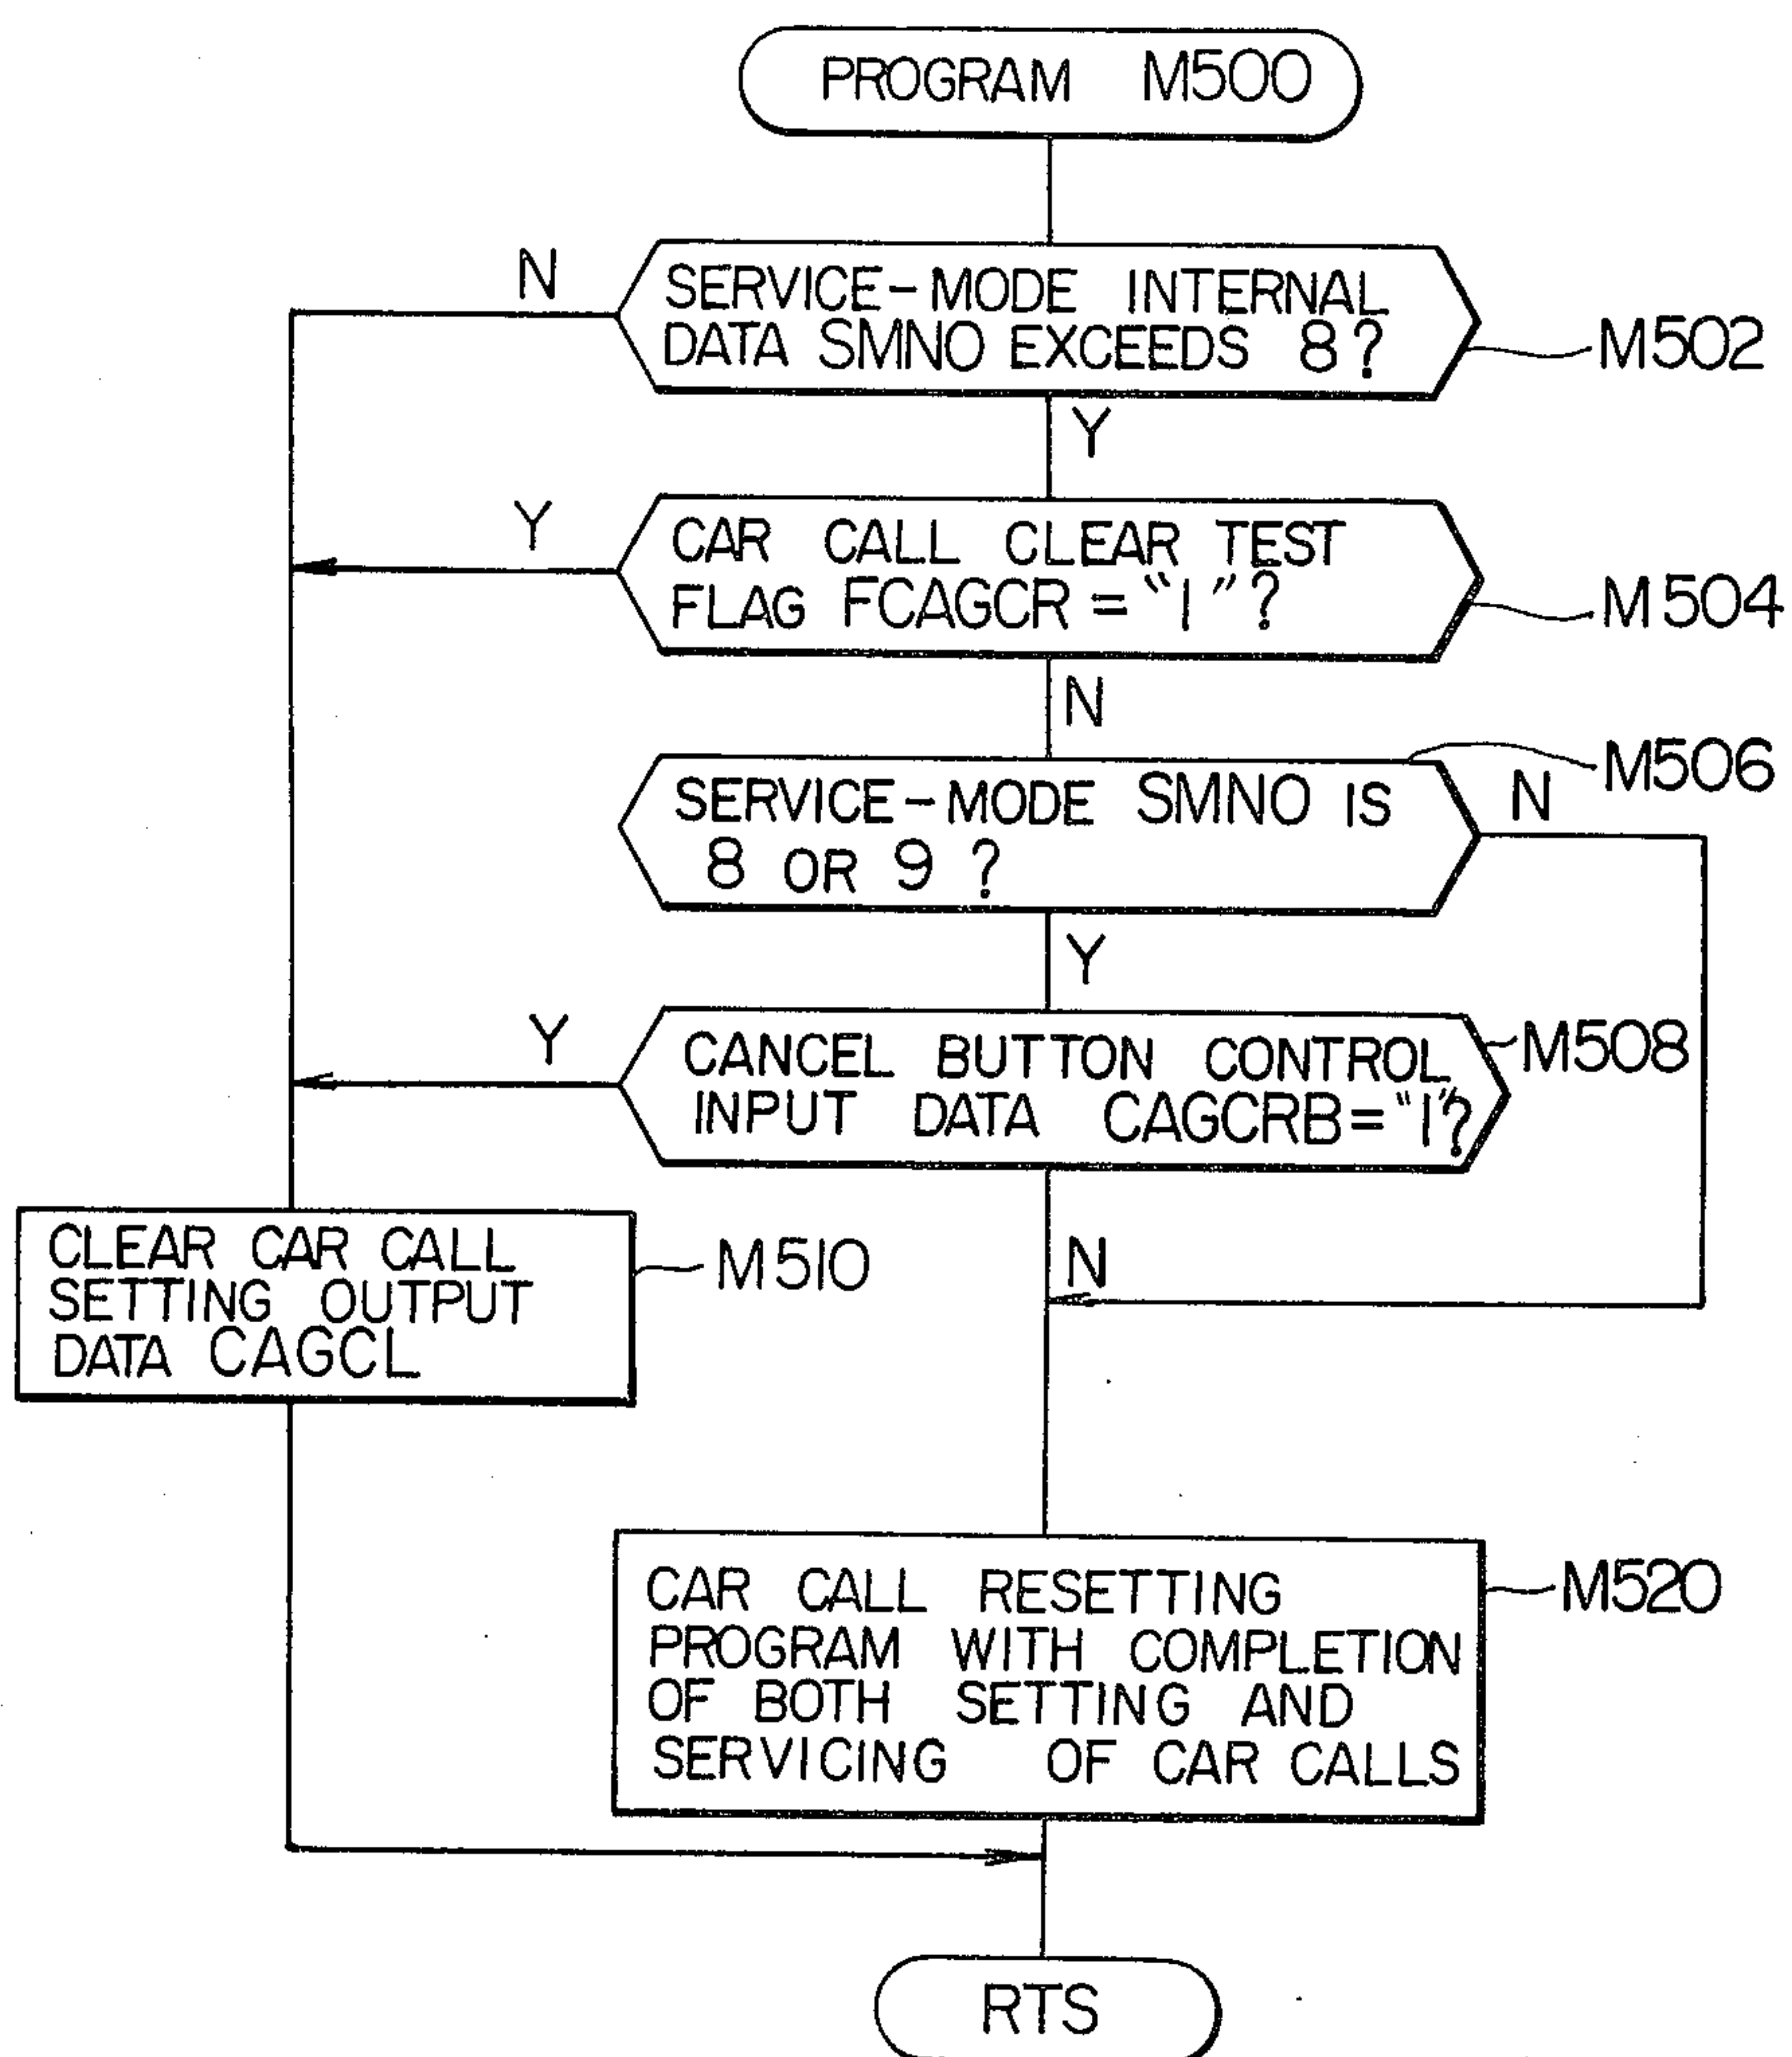 PROGRAM M500
N
SERVICE-MODE INTERNAL
DATA SMNO EXCEEDS 8?
M502
Y
Y
CAR CALL CLEAR TEST
FLAG FCAGCR = "1"?
M504
N
M506
SERVICE-MODE SMNO IS
8 OR 9 ?
N
Y
Y
CANCEL BUTTON CONTROL
INPUT DATA CAGCRB="1"?
M508
N
CLEAR CAR CALL
SETTING OUTPUT
DATA CAGCL
M510
CAR CALL RESETTING
PROGRAM WITH COMPLETION
OF BOTH SETTING AND
SERVICING OF CAR CALLS
M520
RTS